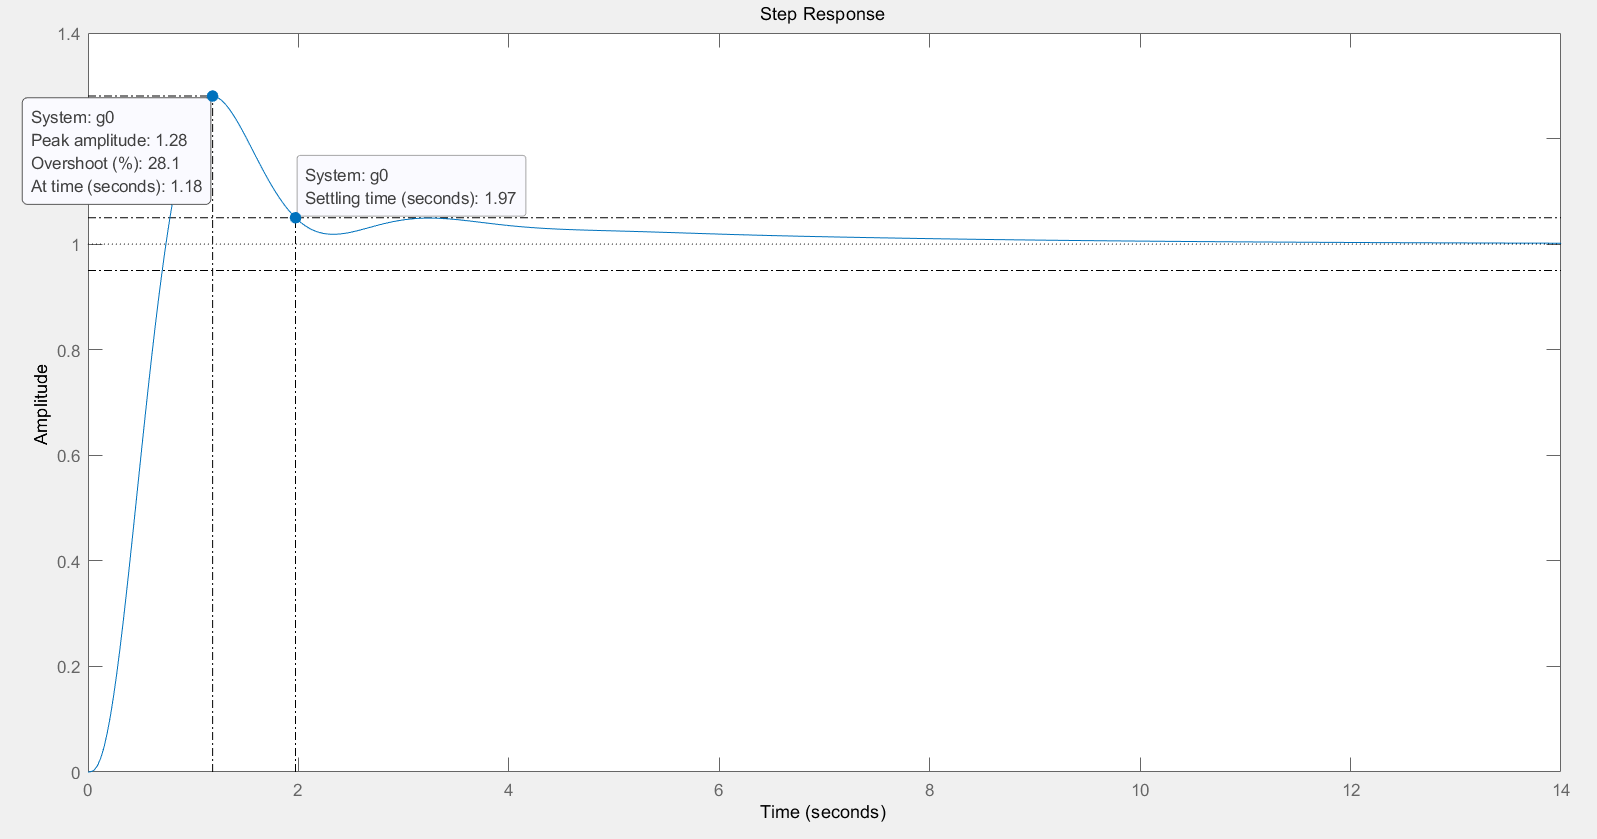 Step Response
1.4
System: g0
Peak amplitude: 1.28
Overshoot (%): 28.1
At time (seconds): 1.18
System: g0
Settling time (seconds): 1.97
1
0.8
0.6
0.4
0.2
0
Amplitude
0 2 4 6 8 10 12 14
Time (seconds)